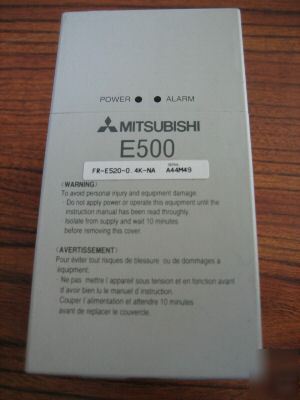 POWER ALARM
MITSUBISHI
E500
FR-E520-0.4K-NA SERIAL A44M49
〈WARNING〉
To avoid personal injury and equipment damage:
· Do not apply power or operate this equipment until the
instruction manual has been read throughly.
· Isolate from supply and wait 10 minutes
before removing this cover.
〈AVERTISSEMENT〉
Pour éviter tout risques de blessure ou de dommages a
équipement:
· Ne pas mettre l'appareil sous tension et en fonction avant
d'avoir bien lu le manuel d'instruction.
· Couper l'alimentation et attendre 10 minutes
avant de replacer le couvercle.